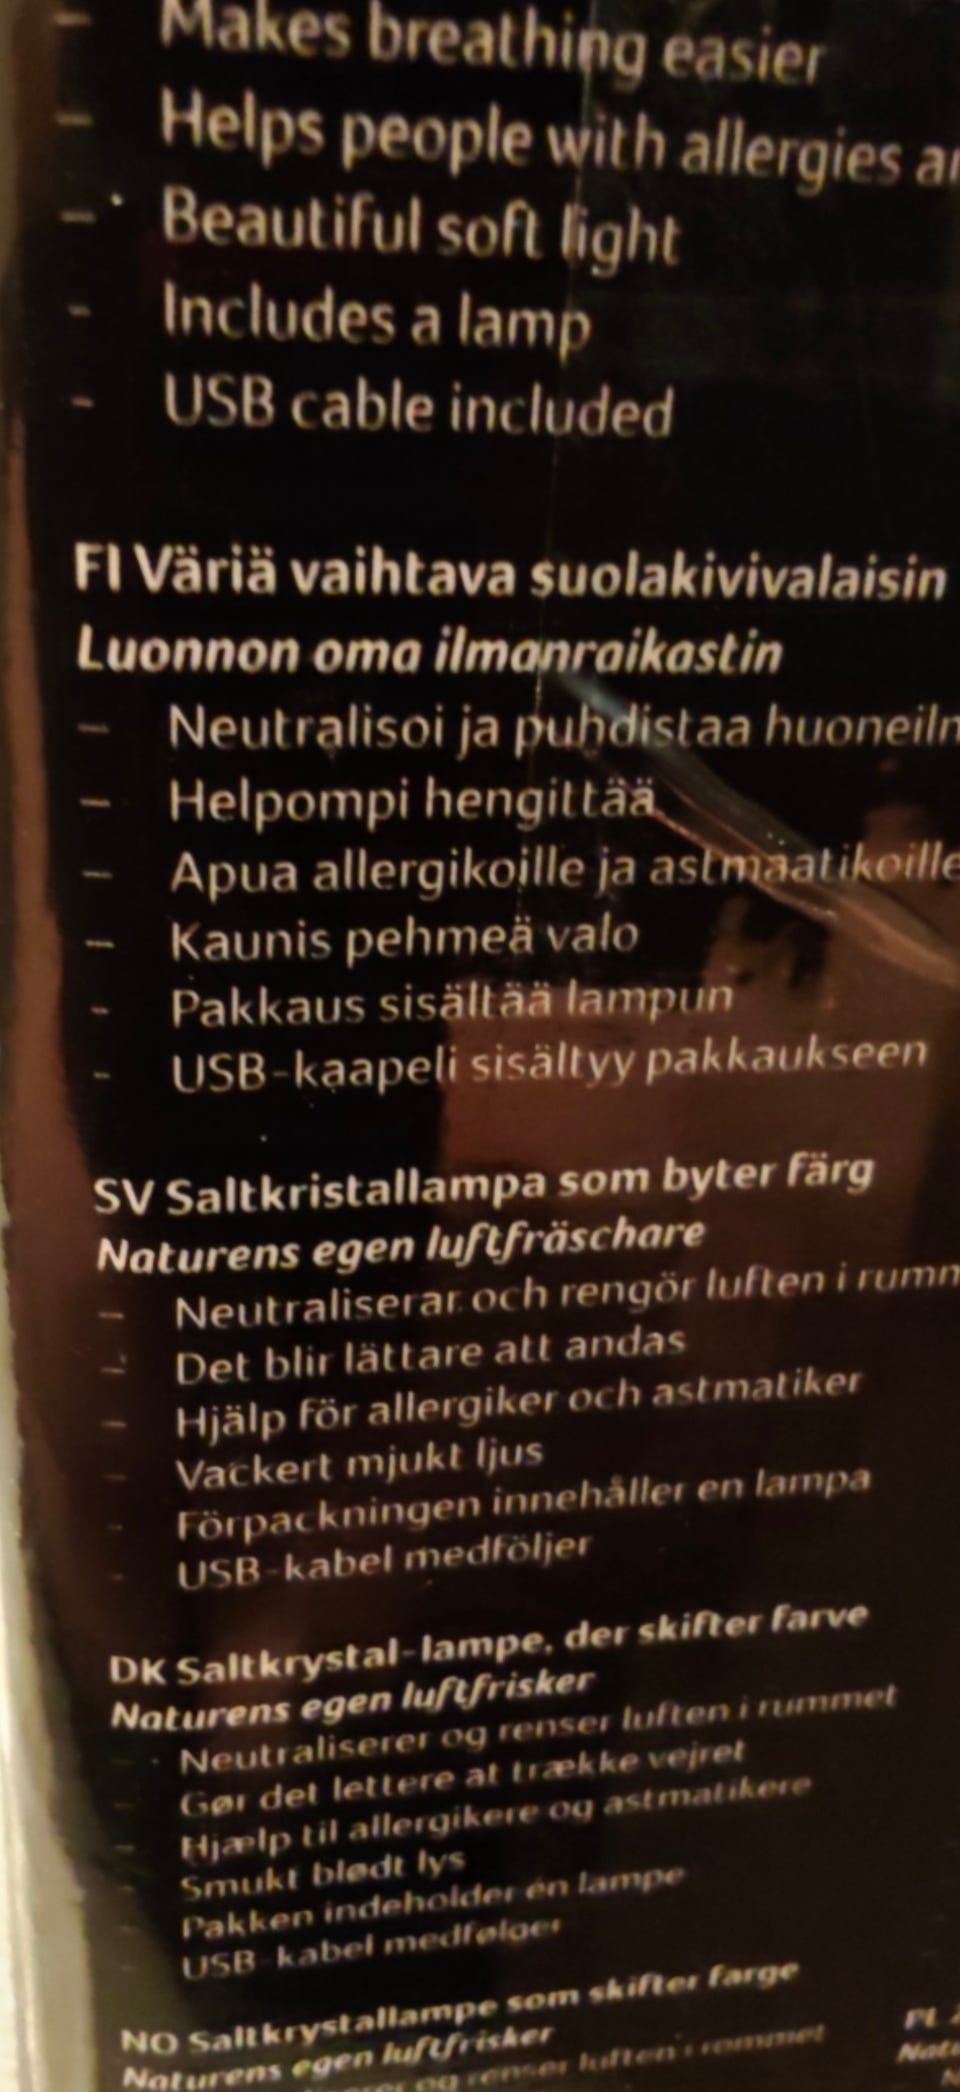 - Makes breathing easier
- Helps people with allergies
- Beautiful soft light
- Includes a lamp
- USB cable included
FI Väriä vaihtava suolakivivalaisin
Luonnon oma ilmanraikastin
- Neutralisoi ja puhdistaa
- Helpompi hengittää
- Apua allergikoille ja astmaatikoille
- Kaunis pehmeä valo
- Pakkaus sisältää lampun
- USB-kaapeli sisältyy pakkaukseen
SV Saltkristallampa som byter färg
Naturens egen luftfräschare
- Neutraliserar och rengör luften i
- Det blir lättare att andas
- Hjälp för allergiker och astmatiker
- Vackert mjukt ljus
- Förpackningen innehåller en lampa
- USB-kabel medföljer
DK Saltkrystal-lampe, der skifter farve
Naturens egen luftfrisker
- Neutraliserer og renser luften i rummet
- Gør det lettere at trække vejret
- Hjælp til allergikere og astmatikere
- Smukt blødt lys
- Pakken indeholder én lampe
- USB-kabel medfølger
NO Saltkrystallampe som skifter farge
Naturens egen luftfrisker
og renser luften i rommet
PL